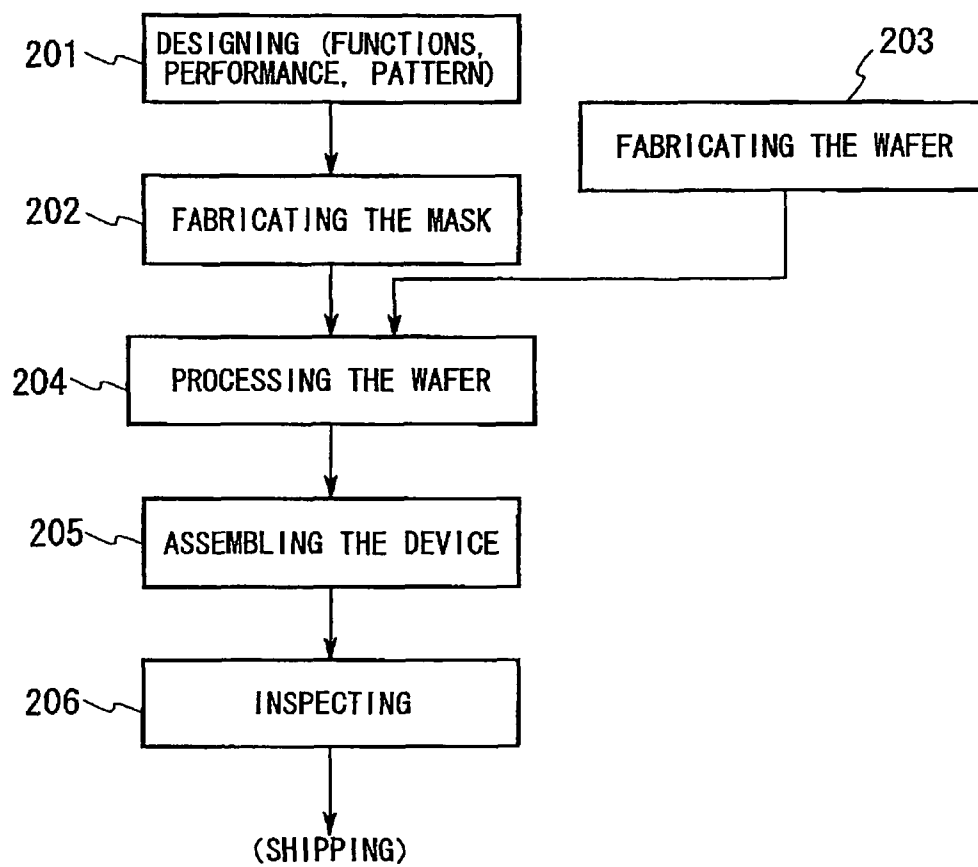 201
DESIGNING (FUNCTIONS,
PERFORMANCE, PATTERN)
203
FABRICATING THE WAFER
202
FABRICATING THE MASK
204
PROCESSING THE WAFER
205
ASSEMBLING THE DEVICE
206
INSPECTING
(SHIPPING)